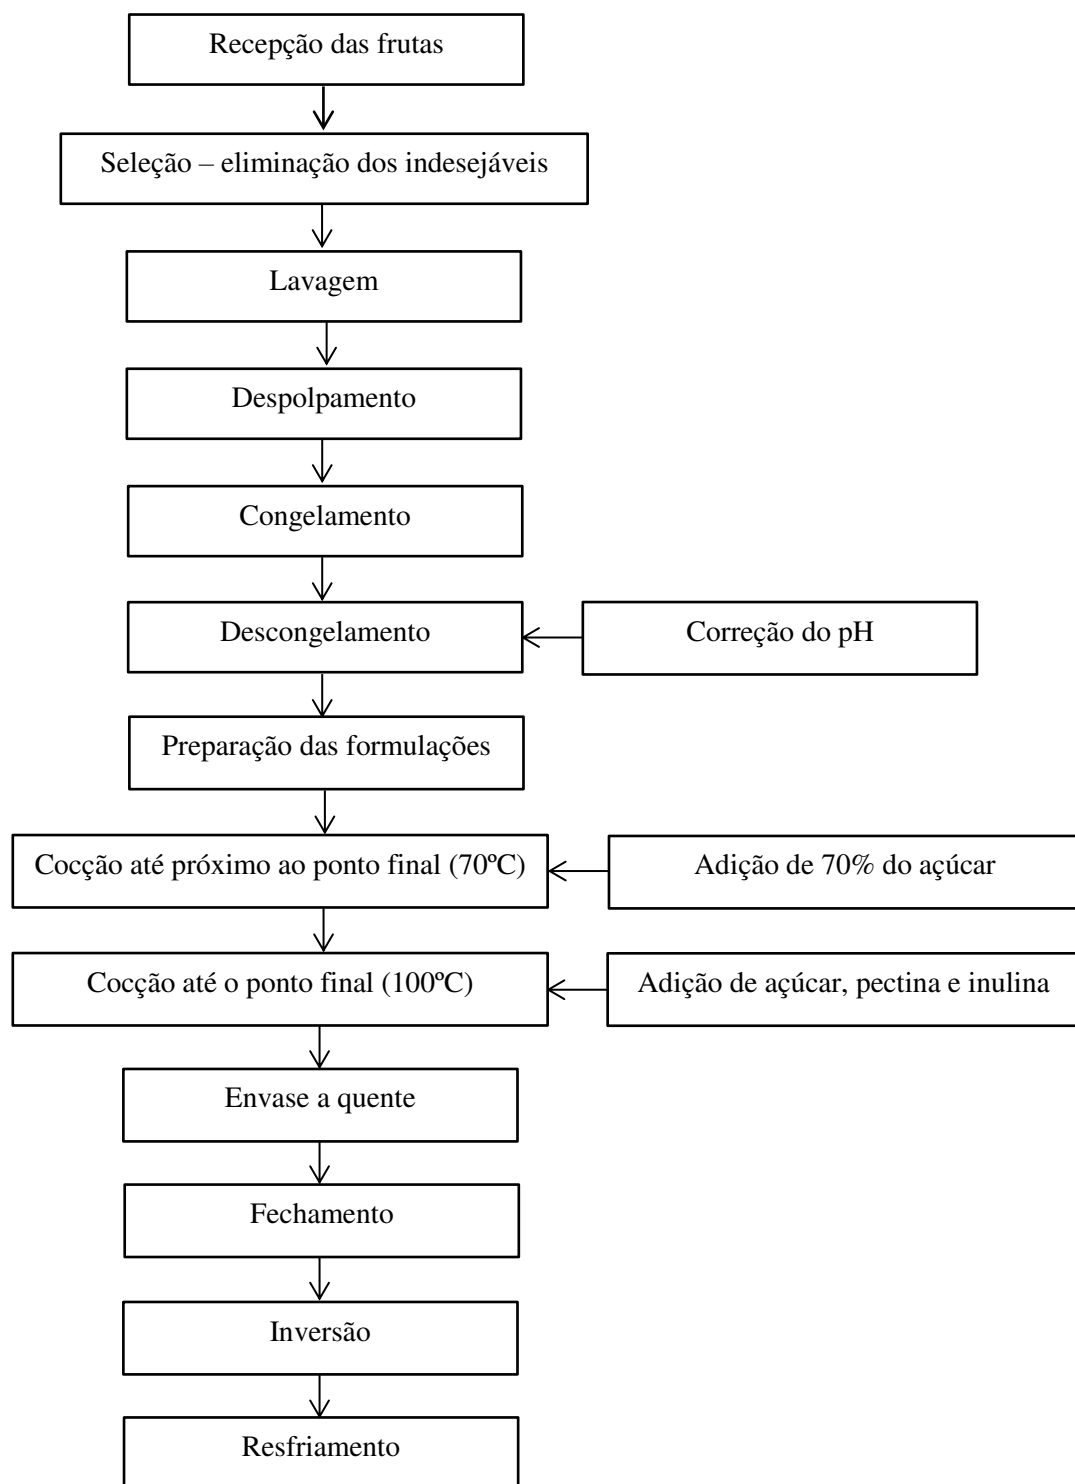 Recepção das frutas
Seleção – eliminação dos indesejáveis
Lavagem
Despolpamento
Congelamento
Descongelamento
Correção do pH
Preparação das formulações
Cocção até próximo ao ponto final (70ºC)
Adição de 70% do açúcar
Cocção até o ponto final (100ºC)
Adição de açúcar, pectina e inulina
Envase a quente
Fechamento
Inversão
Resfriamento